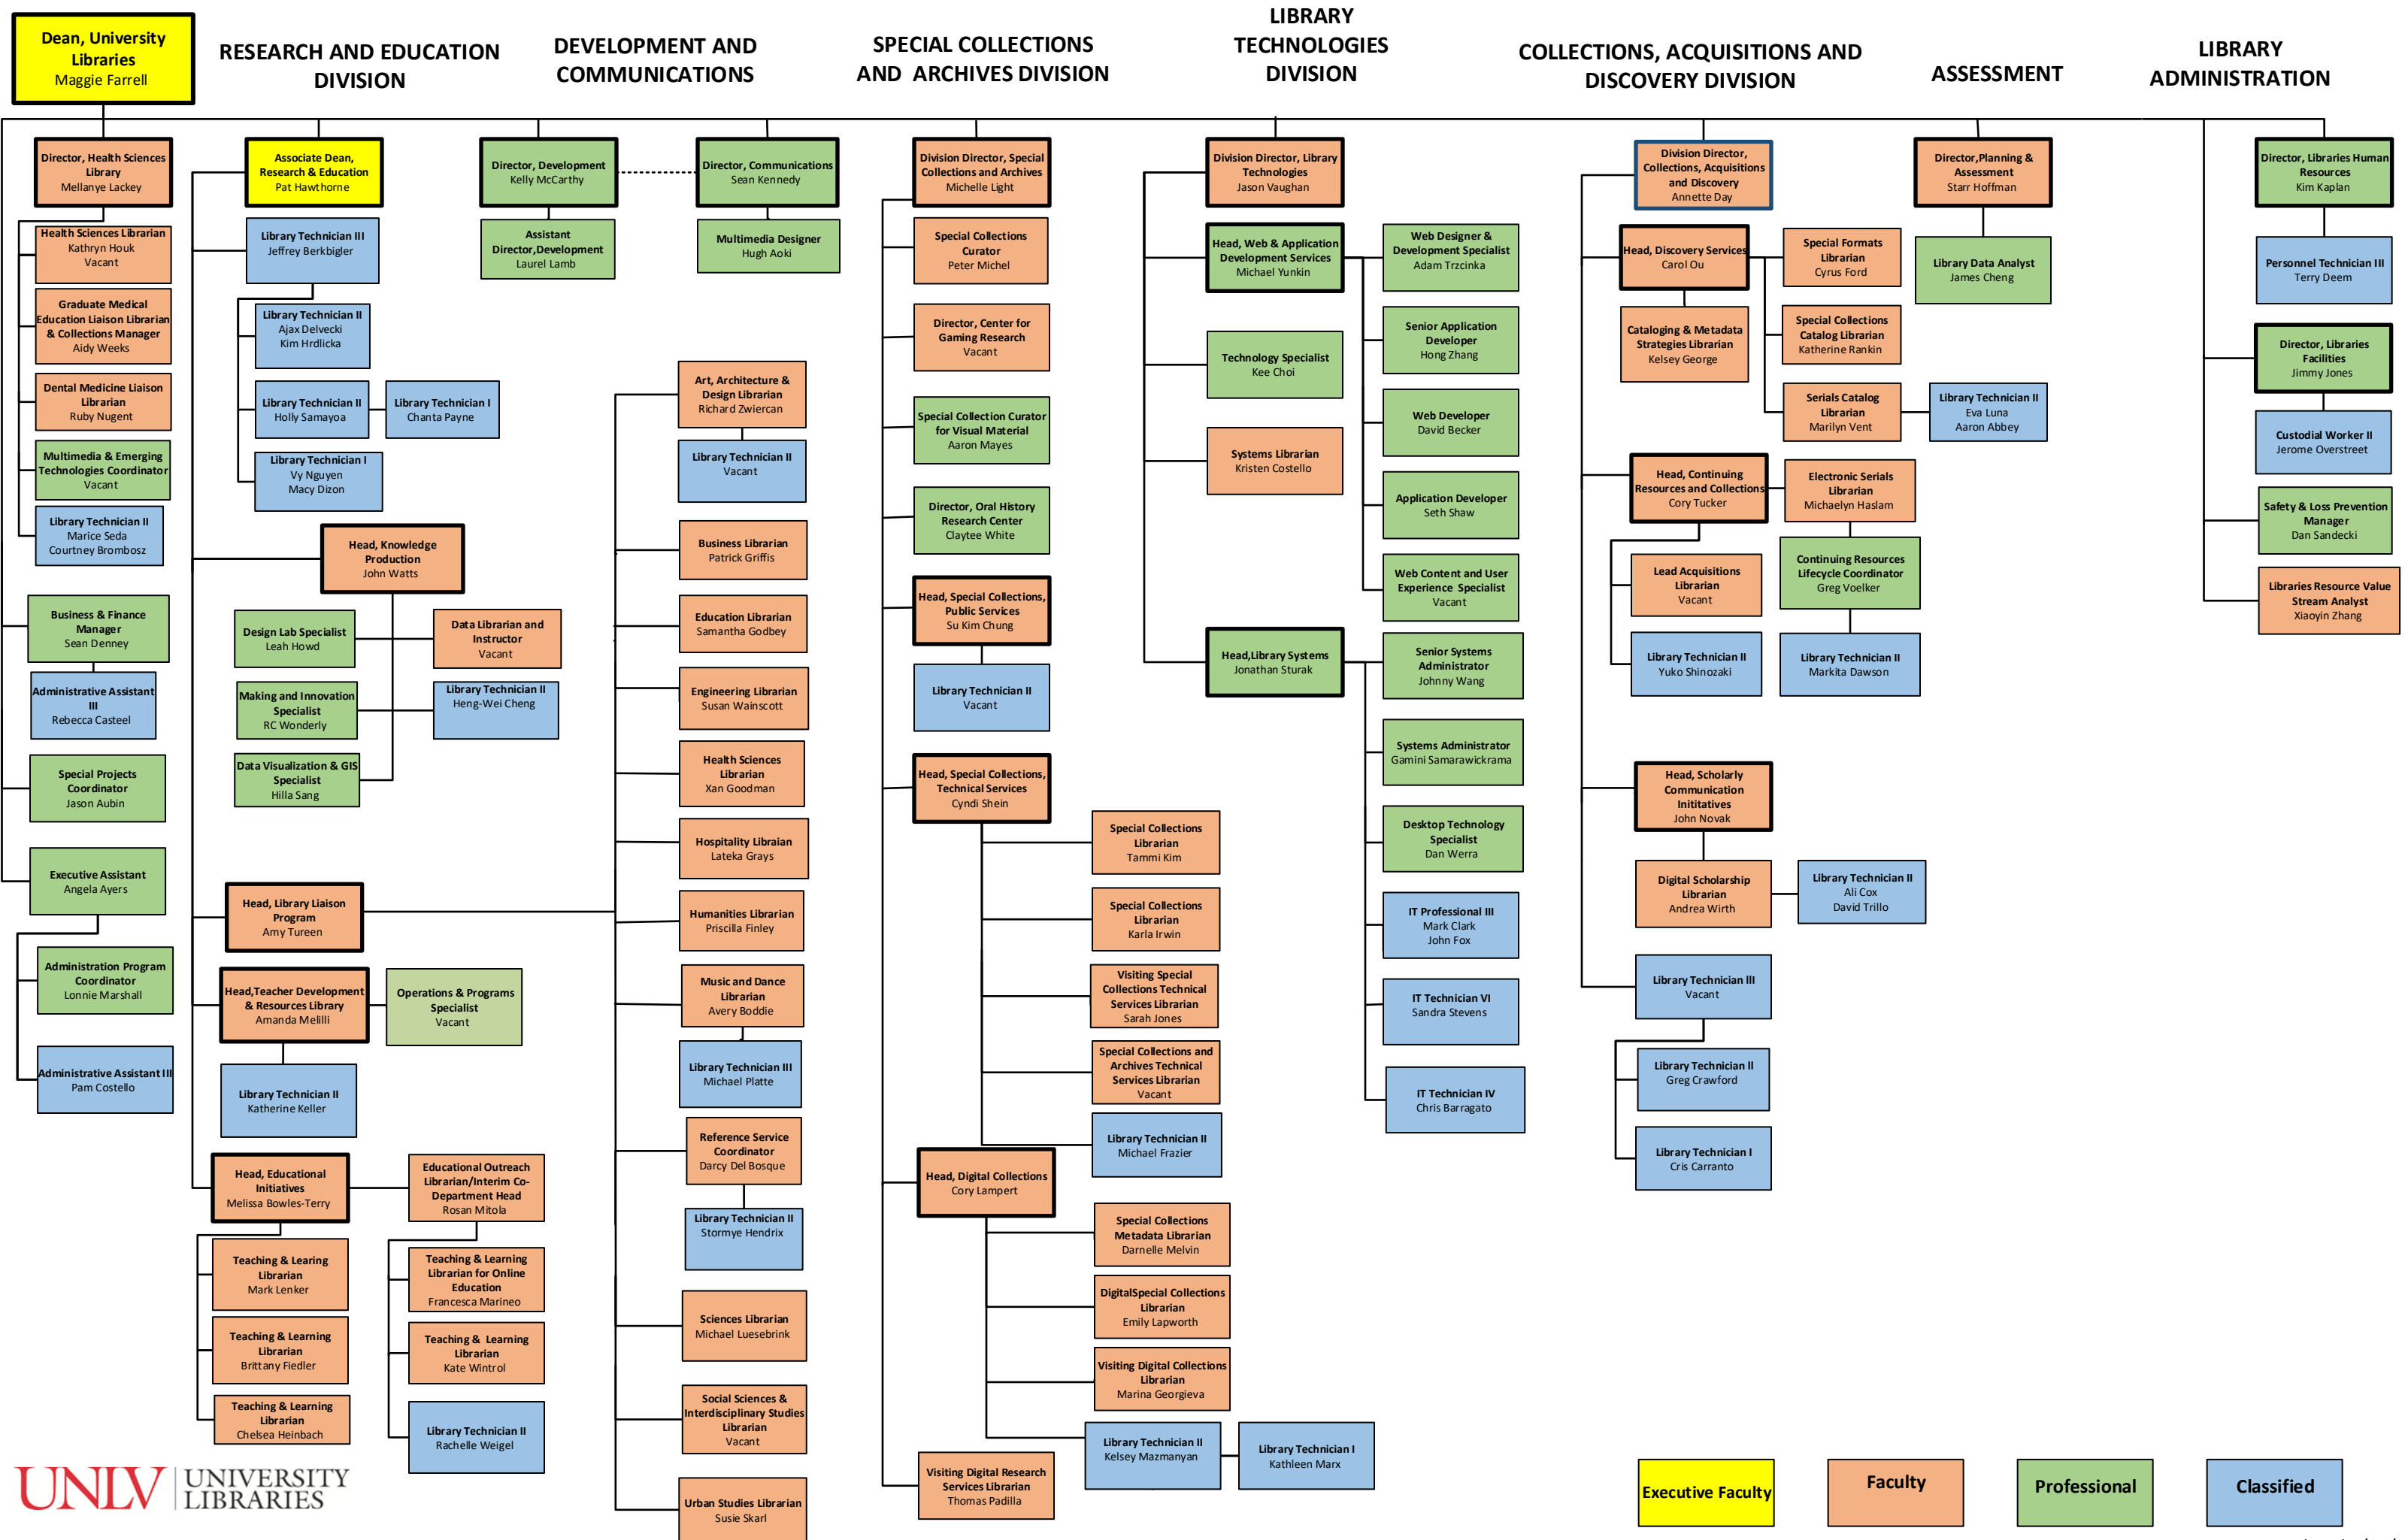 Dean, University
Libraries
Maggie Farrell
RESEARCH AND EDUCATION
DIVISION
DEVELOPMENT AND
COMMUNICATIONS
SPECIAL COLLECTIONS
AND ARCHIVES DIVISION
LIBRARY
TECHNOLOGIES
DIVISION
COLLECTIONS, ACQUISITIONS AND
DISCOVERY DIVISION
ASSESSMENT
LIBRARY
ADMINISTRATION
Director, Health Sciences
Library
Mellanye Lackey
Health Sciences Librarian
Kathryn Houk
Vacant
Graduate Medical
Education Liaison Librarian
& Collections Manager
Aidy Weeks
Dental Medicine Liaison
Librarian
Ruby Nugent
Multimedia & Emerging
Technologies Coordinator
Vacant
Library Technician II
Marice Seda
Courtney Brombosz
Business & Finance
Manager
Sean Denney
Administrative Assistant
III
Rebecca Casteel
Special Projects
Coordinator
Jason Aubin
Executive Assistant
Angela Ayers
Administration Program
Coordinator
Lonnie Marshall
Administrative Assistant III
Pam Costello
Associate Dean,
Research & Education
Pat Hawthorne
Library Technician III
Jeffrey Berkbigler
Library Technician II
Ajax Delvecki
Kim Hrdlicka
Library Technician II
Holly Samayoa
Library Technician I
Chanta Payne
Library Technician I
Vy Nguyen
Macy Dizon
Head, Knowledge
Production
John Watts
Design Lab Specialist
Leah Howd
Data Librarian and
Instructor
Vacant
Making and Innovation
Specialist
RC Wonderly
Library Technician II
Heng-Wei Cheng
Data Visualization & GIS
Specialist
Hilla Sang
Head, Library Liaison
Program
Amy Tureen
Head,Teacher Development
& Resources Library
Amanda Melilli
Operations & Programs
Specialist
Vacant
Library Technician II
Katherine Keller
Head, Educational
Initiatives
Melissa Bowles-Terry
Educational Outreach
Librarian/Interim Co-
Department Head
Rosan Mitola
Teaching & Learing
Librarian
Mark Lenker
Teaching & Learning
Librarian
Brittany Fiedler
Teaching & Learning
Librarian
Chelsea Heinbach
Teaching & Learning
Librarian for Online
Education
Francesca Marineo
Teaching & Learning
Librarian
Kate Wintrol
Library Technician II
Rachelle Weigel
Director, Development
Kelly McCarthy
Assistant
Director,Development
Laurel Lamb
Director, Communications
Sean Kennedy
Multimedia Designer
Hugh Aoki
Art, Architecture &
Design Librarian
Richard Zwiercan
Library Technician II
Vacant
Business Librarian
Patrick Griffis
Education Librarian
Samantha Godbey
Engineering Librarian
Susan Wainscott
Health Sciences
Librarian
Xan Goodman
Hospitality Libraian
Lateka Grays
Humanities Librarian
Priscilla Finley
Music and Dance
Librarian
Avery Boddie
Library Technician III
Michael Platte
Reference Service
Coordinator
Darcy Del Bosque
Library Technician II
Stormye Hendrix
Sciences Librarian
Michael Luesebrink
Social Sciences &
Interdisciplinary Studies
Librarian
Vacant
Urban Studies Librarian
Susie Skarl
Division Director, Special
Collections and Archives
Michelle Light
Special Collections
Curator
Peter Michel
Director, Center for
Gaming Research
Vacant
Special Collection Curator
for Visual Material
Aaron Mayes
Director, Oral History
Research Center
Claytee White
Head, Special Collections,
Public Services
Su Kim Chung
Library Technician II
Vacant
Head, Special Collections,
Technical Services
Cyndi Shein
Special Collections
Librarian
Tammi Kim
Special Collections
Librarian
Karla Irwin
Visiting Special
Collections Technical
Services Librarian
Sarah Jones
Special Collections and
Archives Technical
Services Librarian
Vacant
Library Technician II
Michael Frazier
Head, Digital Collections
Cory Lampert
Special Collections
Metadata Librarian
Darnelle Melvin
DigitalSpecial Collections
Librarian
Emily Lapworth
Visiting Digital Collections
Librarian
Marina Georgieva
Library Technician II
Kelsey Mazmanyan
Library Technician I
Kathleen Marx
Visiting Digital Research
Services Librarian
Thomas Padilla
Division Director, Library
Technologies
Jason Vaughan
Head, Web & Application
Development Services
Michael Yunkin
Technology Specialist
Kee Choi
Systems Librarian
Kristen Costello
Web Designer &
Development Specialist
Adam Trzcinka
Senior Application
Developer
Hong Zhang
Web Developer
David Becker
Application Developer
Seth Shaw
Web Content and User
Experience Specialist
Vacant
Head,Library Systems
Jonathan Sturak
Senior Systems
Administrator
Johnny Wang
Systems Administrator
Gamini Samarawickrama
Desktop Technology
Specialist
Dan Werra
IT Professional III
Mark Clark
John Fox
IT Technician VI
Sandra Stevens
IT Technician IV
Chris Barragato
Division Director,
Collections, Acquisitions
and Discovery
Annette Day
Head, Discovery Services
Carol Ou
Special Formats
Librarian
Cyrus Ford
Cataloging & Metadata
Strategies Librarian
Kelsey George
Special Collections
Catalog Librarian
Katherine Rankin
Serials Catalog
Librarian
Marilyn Vent
Library Technician II
Eva Luna
Aaron Abbey
Head, Continuing
Resources and Collections
Cory Tucker
Electronic Serials
Librarian
Michaelyn Haslam
Lead Acquisitions
Librarian
Vacant
Continuing Resources
Lifecycle Coordinator
Greg Voelker
Library Technician II
Yuko Shinozaki
Library Technician II
Markita Dawson
Head, Scholarly
Communication
Inititatives
John Novak
Digital Scholarship
Librarian
Andrea Wirth
Library Technician II
Ali Cox
David Trillo
Library Technician III
Vacant
Library Technician II
Greg Crawford
Library Technician I
Cris Carranto
Director,Planning &
Assessment
Starr Hoffman
Library Data Analyst
James Cheng
Director, Libraries Human
Resources
Kim Kaplan
Personnel Technician III
Terry Deem
Director, Libraries
Facilities
Jimmy Jones
Custodial Worker II
Jerome Overstreet
Safety & Loss Prevention
Manager
Dan Sandecki
Libraries Resource Value
Stream Analyst
Xiaoyin Zhang
UNLV UNIVERSITY
LIBRARIES
Executive Faculty
Faculty
Professional
Classified